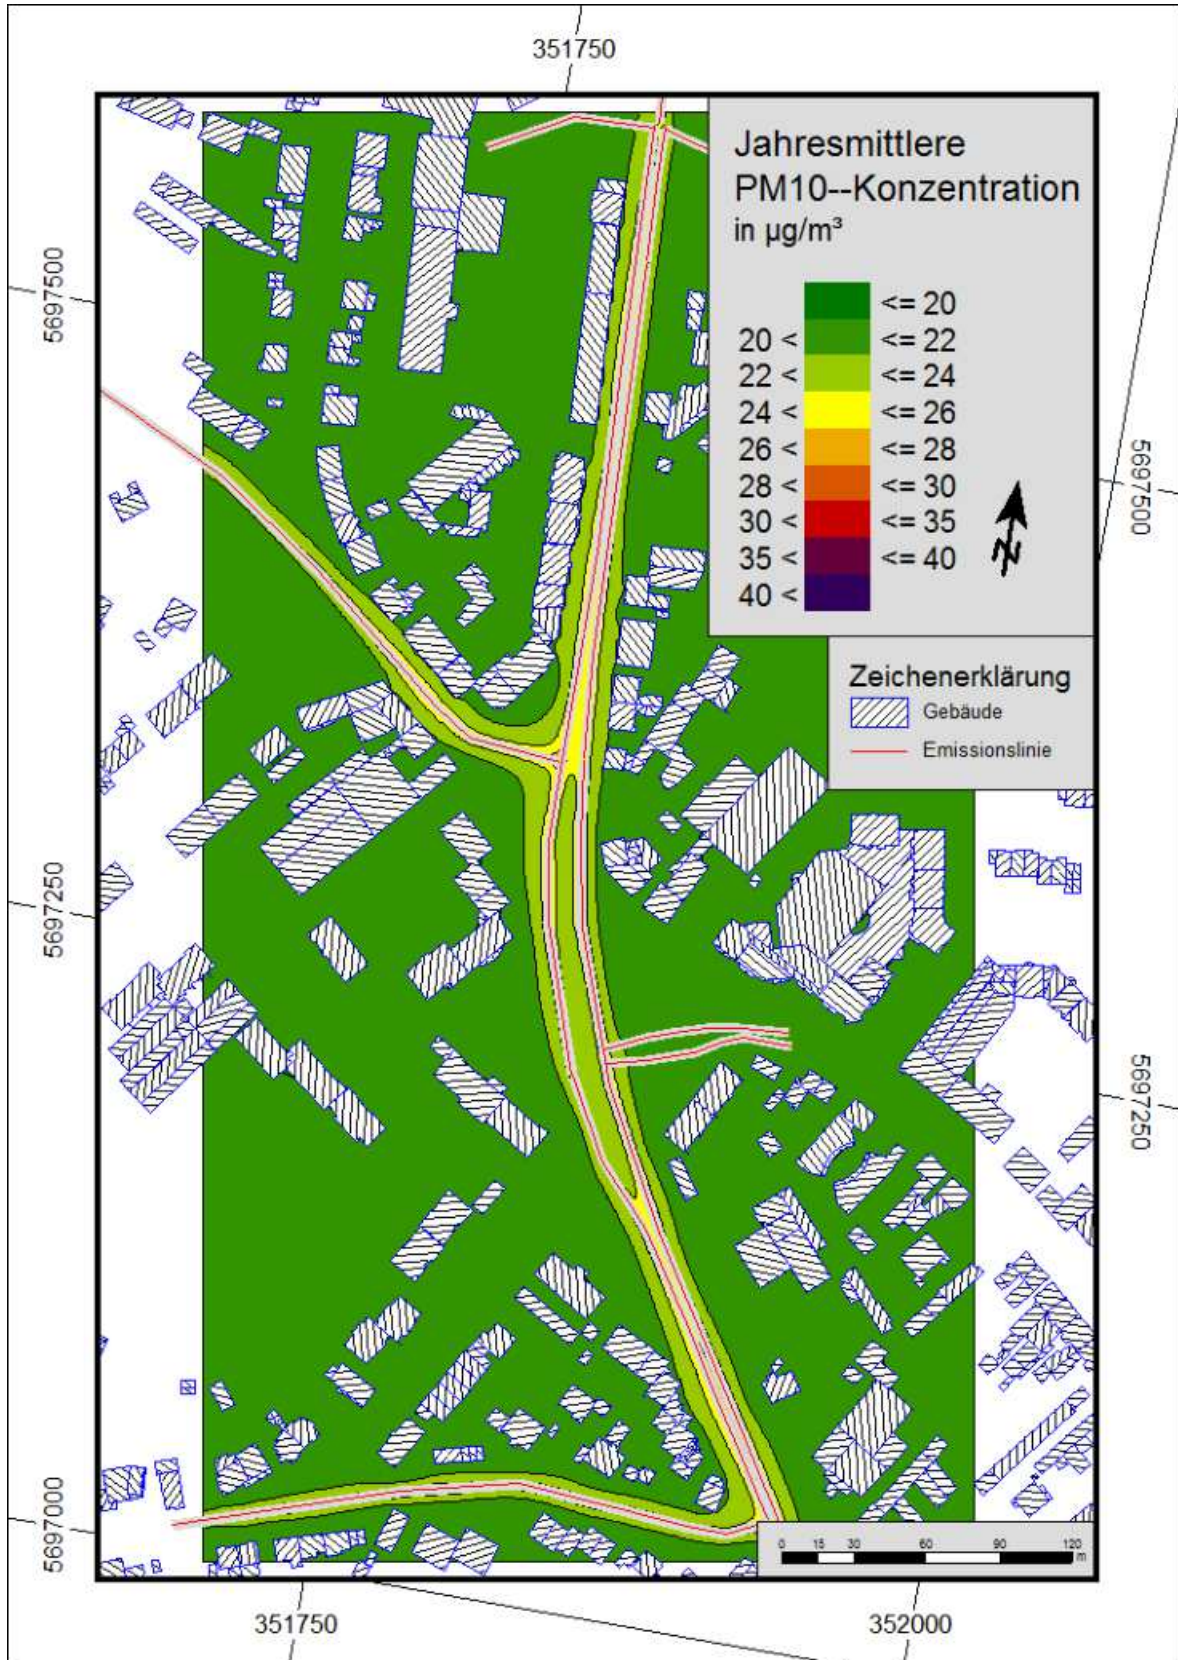 351750
Jahresmittlere
PM10--Konzentration
in µg/m³
<= 20
20 < <= 22
22 < <= 24
24 < <= 26
26 < <= 28
28 < <= 30
30 < <= 35
35 < <= 40
40 <
N
Zeichenerklärung
Gebäude
Emissionslinie
5697500
5697500
5697250
5697250
5697000
0 15 30 60 90 120
m
351750
352000